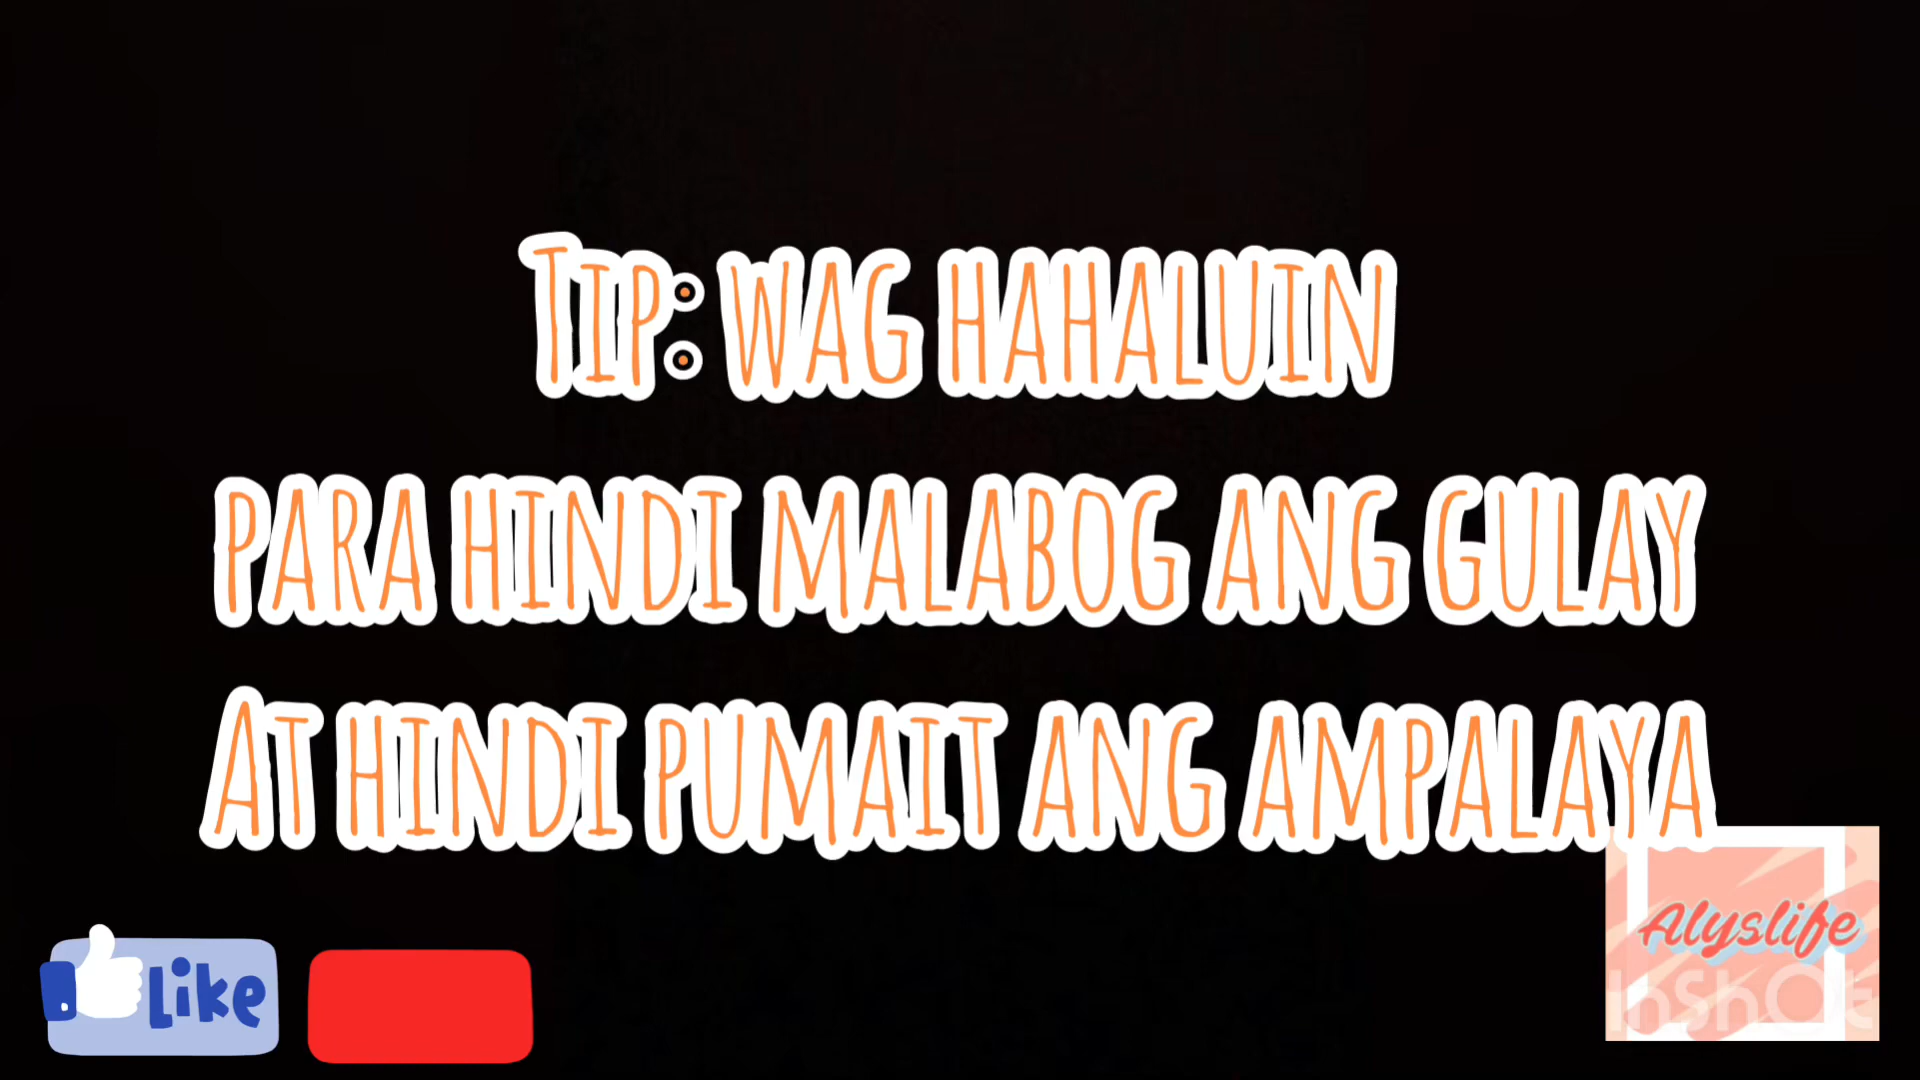 Tip: wag hahaluin
para hindi malabog ang gulay
At hindi pumait ang ampalaya
like
Alyslife
InShOt